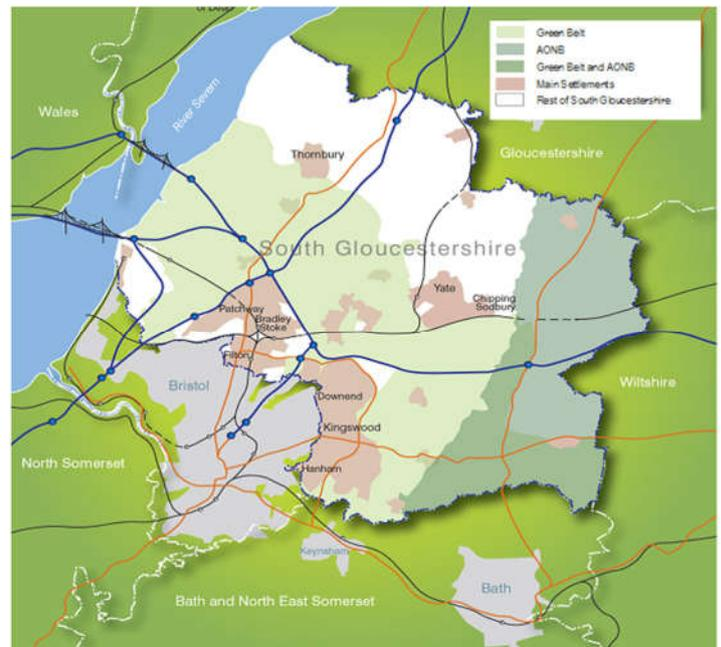 Green Belt
AONB
Green Belt and AONB
Main Settlements
Rest of South Gloucestershire
Wales
River Severn
Thornbury
Gloucestershire
South Gloucestershire
Yate
Chipping
Sodbury
Patchway
Bradley
Stoke
Filton
Bristol
Downend
Wiltshire
Kingswood
North Somerset
Hanham
Keynsham
Bath
Bath and North East Somerset